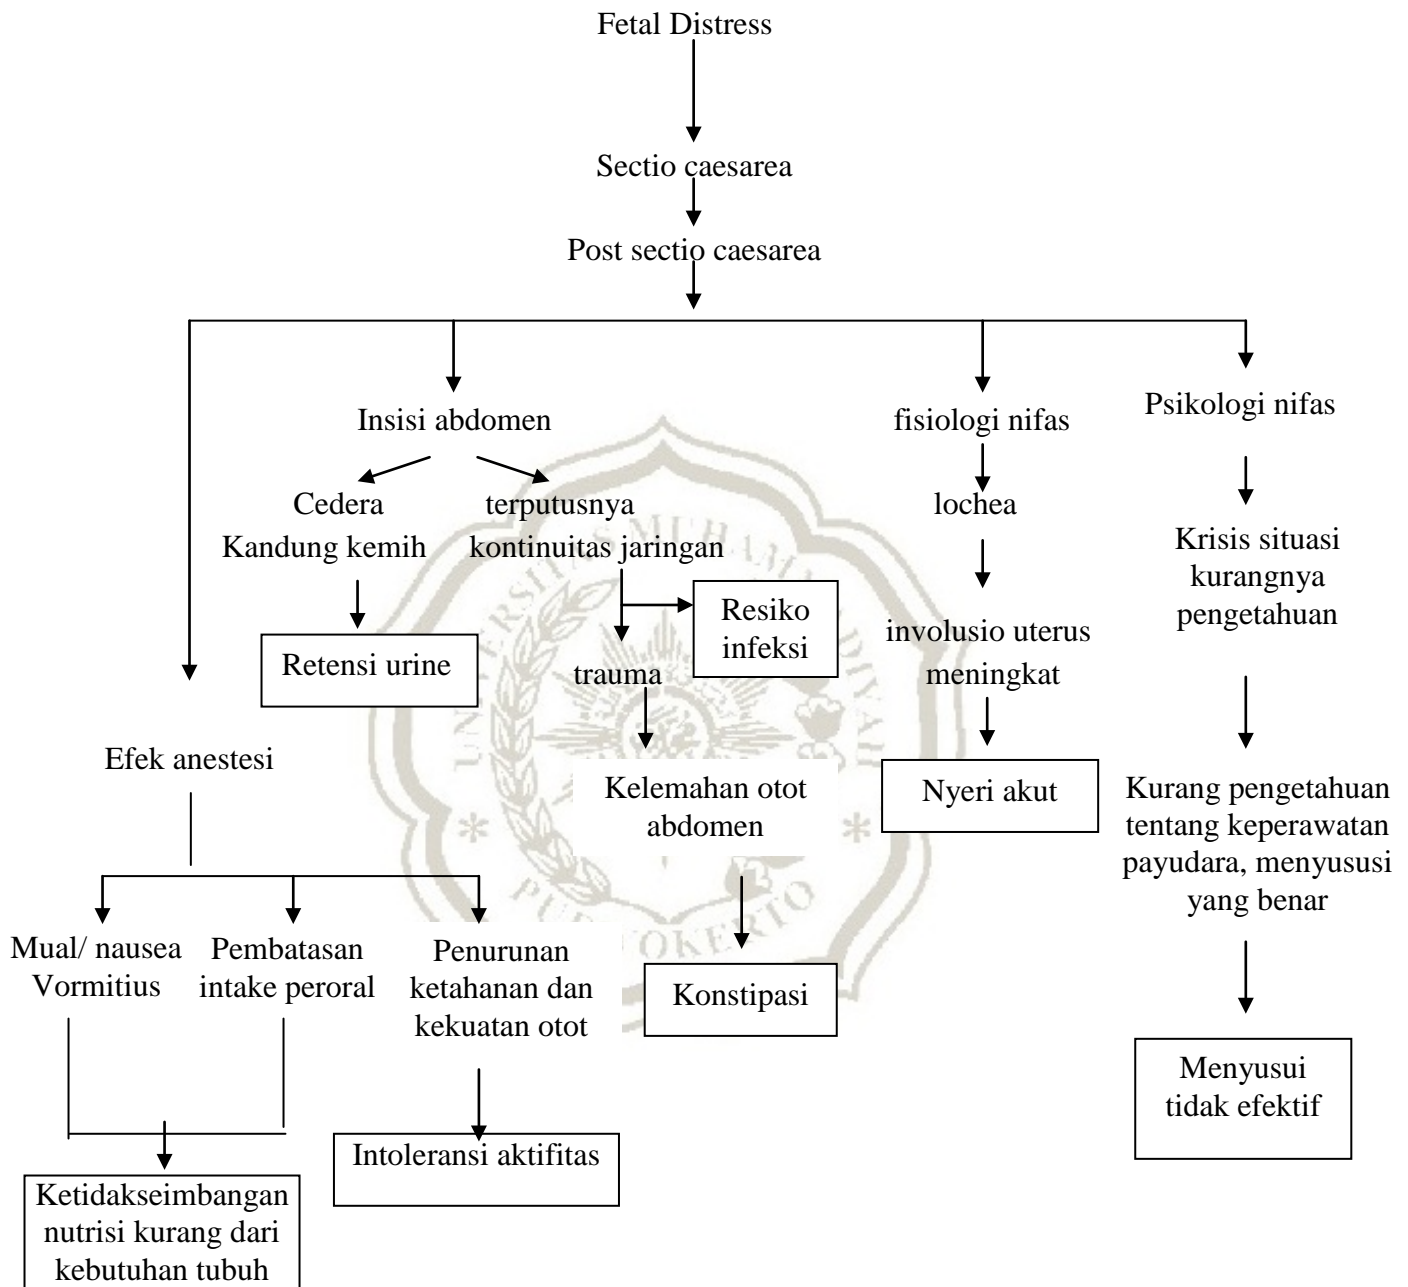 Fetal Distress
Sectio caesarea
Post sectio caesarea
Insisi abdomen
fisiologi nifas
Psikologi nifas
Cedera
Kandung kemih
terputusnya
kontinuitas jaringan
lochea
Krisis situasi
kurangnya
pengetahuan
Resiko
infeksi
involusio uterus
meningkat
Retensi urine
trauma
Efek anestesi
Kelemahan otot
abdomen
Nyeri akut
Kurang pengetahuan
tentang keperawatan
payudara, menyususi
yang benar
Mual/ nausea
Vormitius
Pembatasan
intake peroral
Penurunan
ketahanan dan
kekuatan otot
Konstipasi
Menyusui
tidak efektif
Intoleransi aktifitas
Ketidakseimbangan
nutrisi kurang dari
kebutuhan tubuh
UNIVERSITAS MUHAMMADIYAH
PURWOKERTO